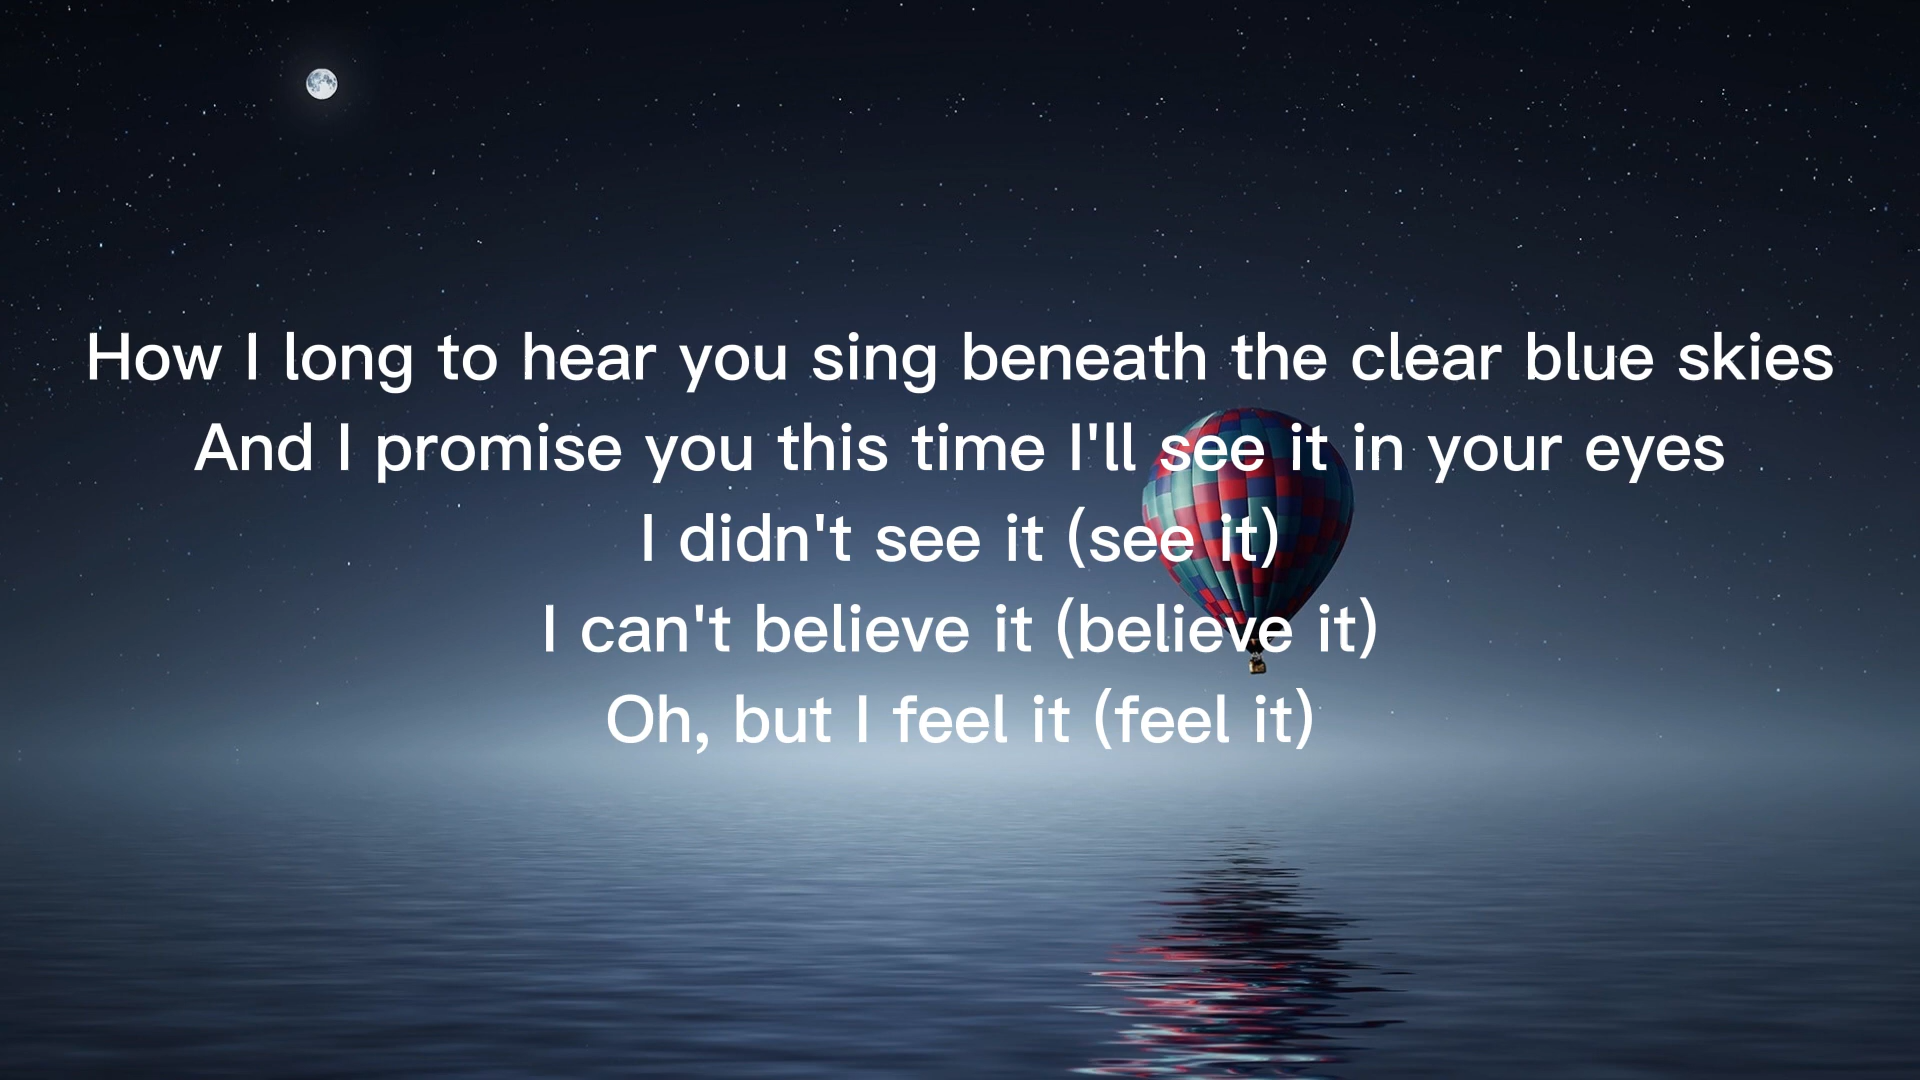 How I long to hear you sing beneath the clear blue skies
And I promise you this time I'll see it in your eyes
I didn't see it (see it)
I can't believe it (believe it)
Oh, but I feel it (feel it)